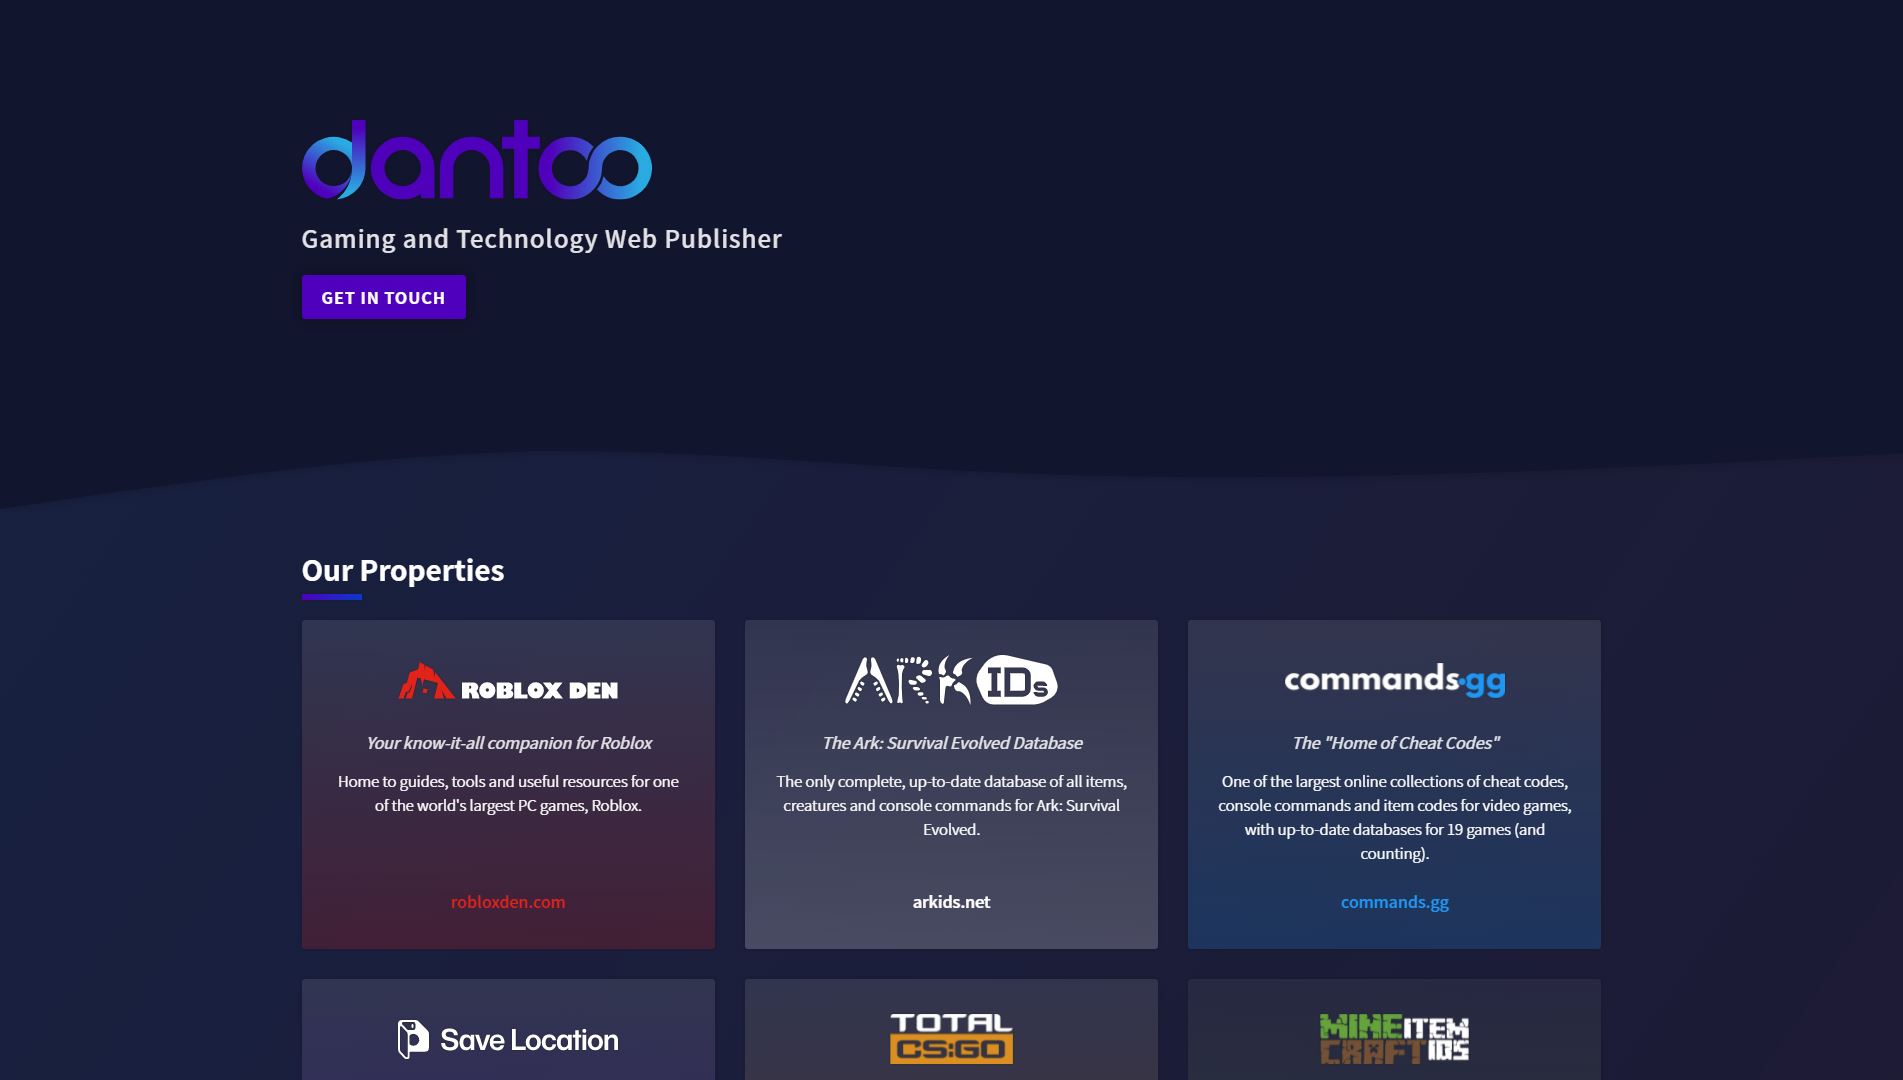 dantoo
Gaming and Technology Web Publisher
GET IN TOUCH
Our Properties
ROBLOX DEN
Your know-it-all companion for Roblox
Home to guides, tools and useful resources for one
of the world's largest PC games, Roblox.
robloxden.com
ARK IDs
The Ark: Survival Evolved Database
The only complete, up-to-date database of all items,
creatures and console commands for Ark: Survival
Evolved.
arkids.net
commands.gg
The "Home of Cheat Codes"
One of the largest online collections of cheat codes,
console commands and item codes for video games,
with up-to-date databases for 19 games (and
counting).
commands.gg
Save Location
TOTAL
CS:GO
MINE ITEM
CRAFT IDS